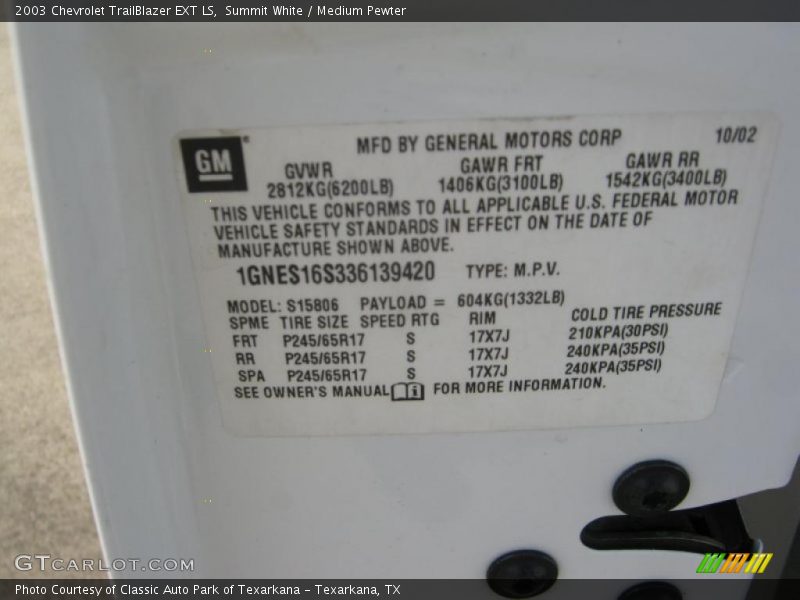 2003 Chevrolet TrailBlazer EXT LS,  Summit White / Medium Pewter
GM
MFD BY GENERAL MOTORS CORP 10/02
GVWR GAWR FRT GAWR RR
2812KG(6200LB) 1406KG(3100LB) 1542KG(3400LB)
THIS VEHICLE CONFORMS TO ALL APPLICABLE U.S. FEDERAL MOTOR
VEHICLE SAFETY STANDARDS IN EFFECT ON THE DATE OF
MANUFACTURE SHOWN ABOVE.
1GNES16S336139420 TYPE: M.P.V.
MODEL: S15806 PAYLOAD = 604KG(1332LB)
SPME TIRE SIZE SPEED RTG RIM COLD TIRE PRESSURE
FRT P245/65R17 S 17X7J 210KPA(30PSI)
RR P245/65R17 S 17X7J 240KPA(35PSI)
SPA P245/65R17 S 17X7J 240KPA(35PSI)
SEE OWNER'S MANUAL FOR MORE INFORMATION.
GTCARLOT.COM
Photo Courtesy of Classic Auto Park of Texarkana - Texarkana, TX